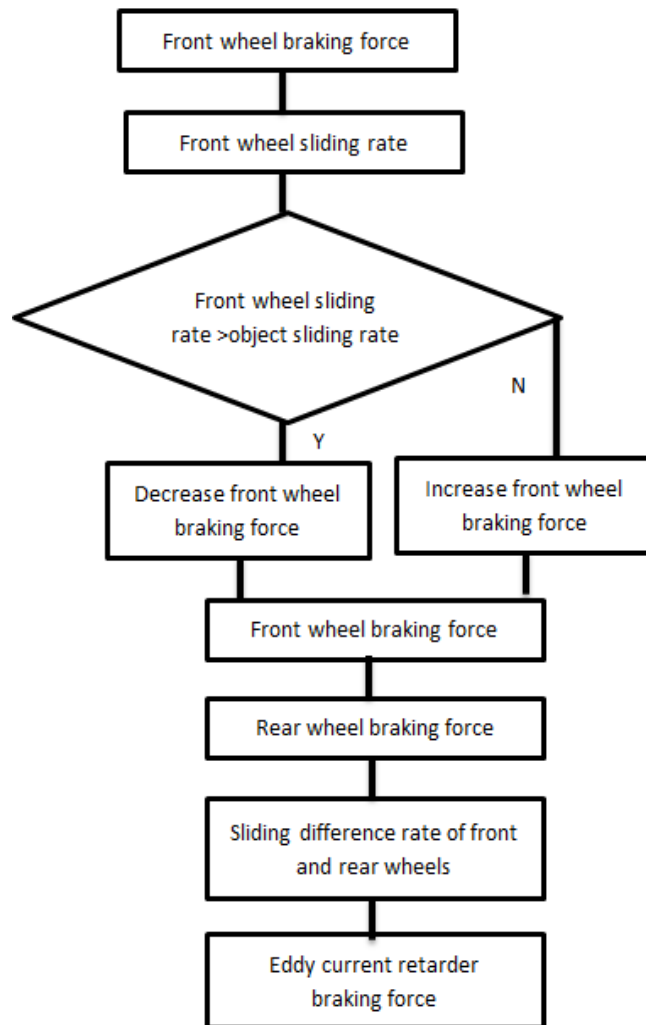 Front wheel braking force
Front wheel sliding rate
Front wheel sliding
rate >object sliding rate
N
Y
Decrease front wheel
braking force
Increase front wheel
braking force
Front wheel braking force
Rear wheel braking force
Sliding difference rate of front
and rear wheels
Eddy current retarder
braking force